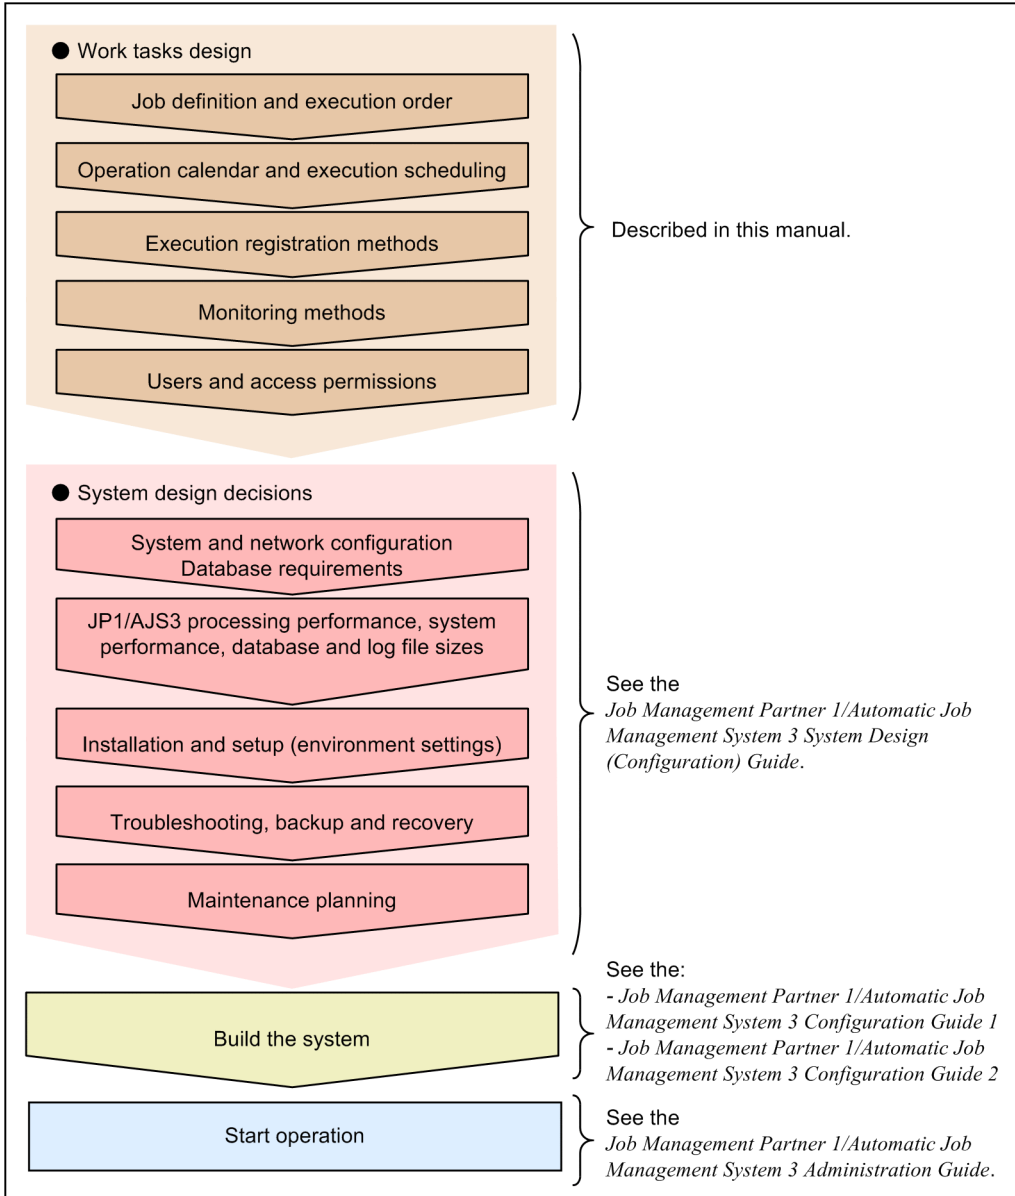 ● Work tasks design
Job definition and execution order
Operation calendar and execution scheduling
Execution registration methods
Monitoring methods
Users and access permissions
Described in this manual.
● System design decisions
System and network configuration
Database requirements
JP1/AJS3 processing performance, system
performance, database and log file sizes
Installation and setup (environment settings)
Troubleshooting, backup and recovery
Maintenance planning
See the
Job Management Partner 1/Automatic Job
Management System 3 System Design
(Configuration) Guide.
Build the system
See the:
- Job Management Partner 1/Automatic Job
Management System 3 Configuration Guide 1
- Job Management Partner 1/Automatic Job
Management System 3 Configuration Guide 2
Start operation
See the
Job Management Partner 1/Automatic Job
Management System 3 Administration Guide.